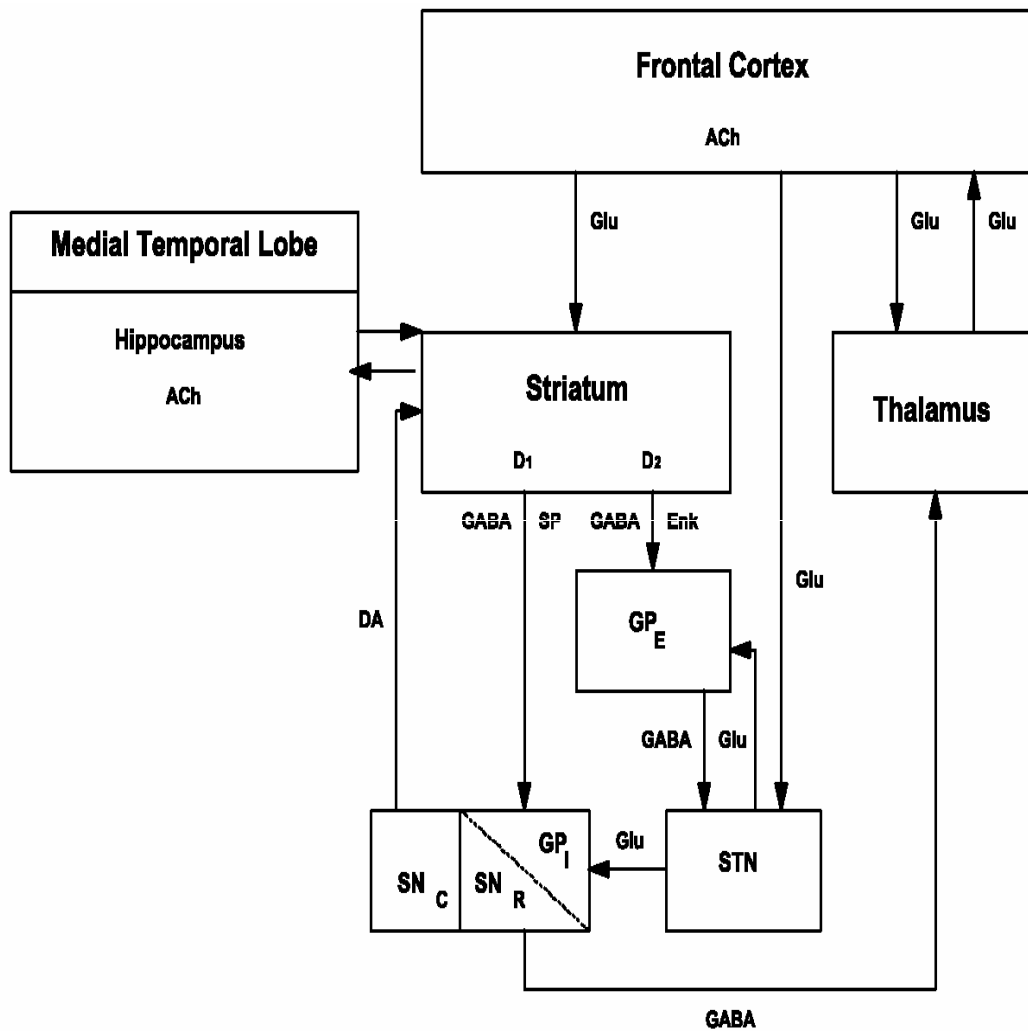 Frontal Cortex
ACh
Glu
Glu
Glu
Medial Temporal Lobe
Hippocampus
ACh
Striatum
D1
D2
Thalamus
GABA
SP
GABA
Enk
Glu
DA
GPE
GABA
Glu
SNC
SNR
GPI
Glu
STN
GABA